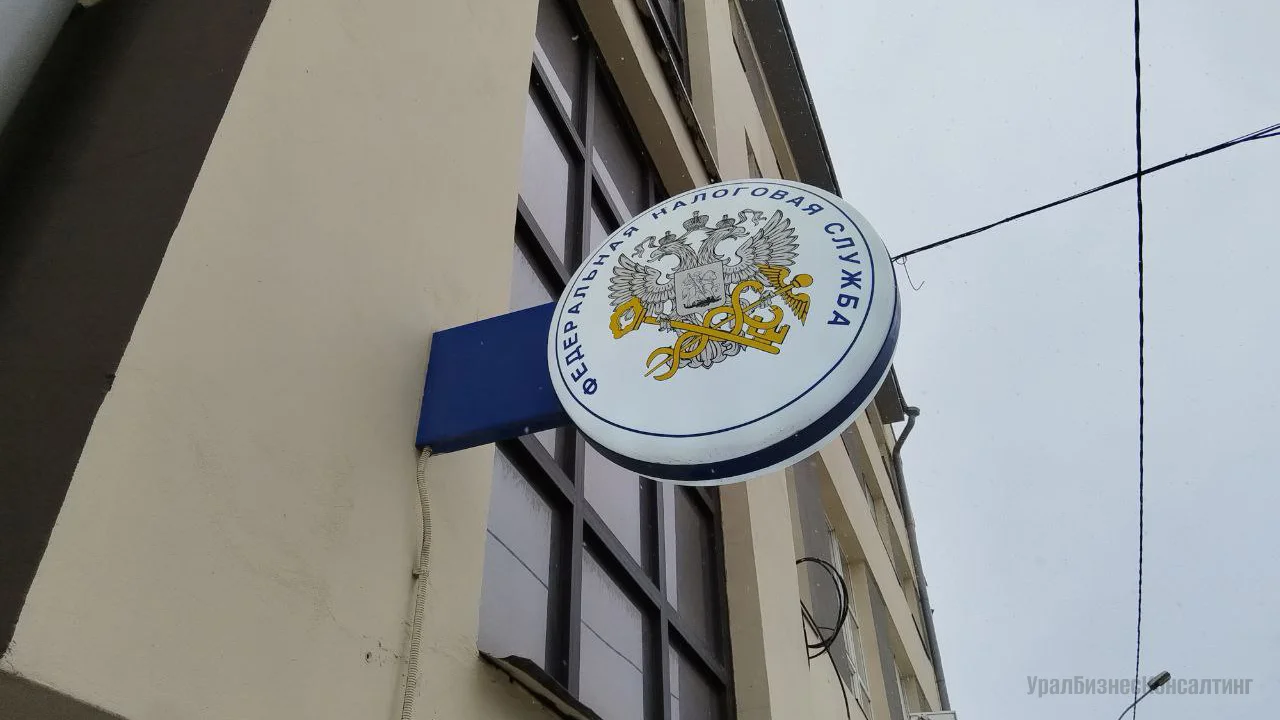 ФЕДЕРАЛЬНАЯ НАЛОГОВАЯ СЛУЖБА
УралБизнесКонсалтинг